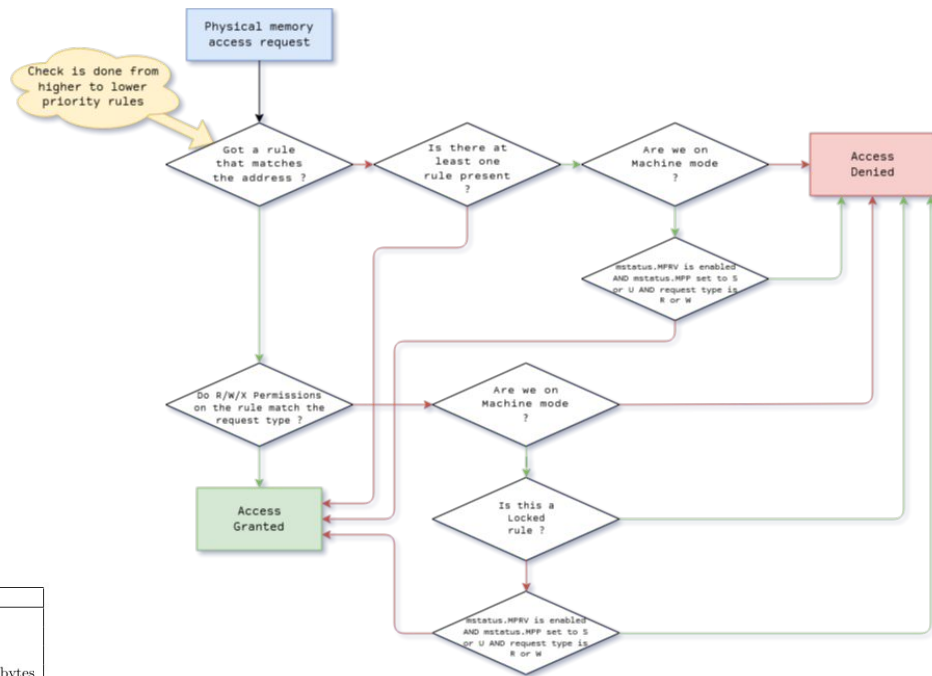 Physical memory
access request
Check is done from
higher to lower
priority rules
Got a rule
that matches
the address ?
Is there at
least one
rule present
?
Are we on
Machine mode
?
Access
Denied
mstatus.MPRV is enabled
AND mstatus.MPP set to S
or U AND request type is
R or W
Do R/W/X Permissions
on the rule match the
request type ?
Are we on
Machine mode
?
Access
Granted
Is this a
Locked
rule ?
mstatus.MPRV is enabled
AND mstatus.MPP set to S
or U AND request type is
R or W
bytes